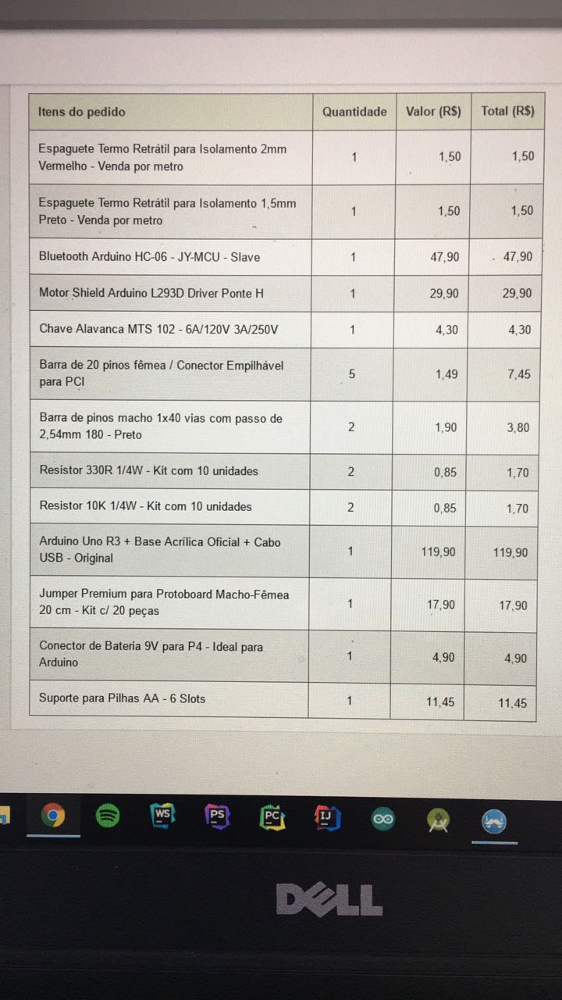 Itens do pedido Quantidade Valor (R$) Total (R$)
Espaguete Termo Retrátil para Isolamento 2mm
Vermelho - Venda por metro
1 1,50 1,50
Espaguete Termo Retrátil para Isolamento 1,5mm
Preto - Venda por metro
1 1,50 1,50
Bluetooth Arduino HC-06 - JY-MCU - Slave 1 47,90 47,90
Motor Shield Arduino L293D Driver Ponte H 1 29,90 29,90
Chave Alavanca MTS 102 - 6A/120V 3A/250V 1 4,30 4,30
Barra de 20 pinos fêmea / Conector Empilhável
para PCI
5 1,49 7,45
Barra de pinos macho 1x40 vias com passo de
2,54mm 180 - Preto
2 1,90 3,80
Resistor 330R 1/4W - Kit com 10 unidades 2 0,85 1,70
Resistor 10K 1/4W - Kit com 10 unidades 2 0,85 1,70
Arduino Uno R3 + Base Acrílica Oficial + Cabo
USB - Original
1 119,90 119,90
Jumper Premium para Protoboard Macho-Fêmea
20 cm - Kit c/ 20 peças
1 17,90 17,90
Conector de Bateria 9V para P4 - Ideal para
Arduino
1 4,90 4,90
Suporte para Pilhas AA - 6 Slots 1 11,45 11,45
WS PS PC IJ
DELL